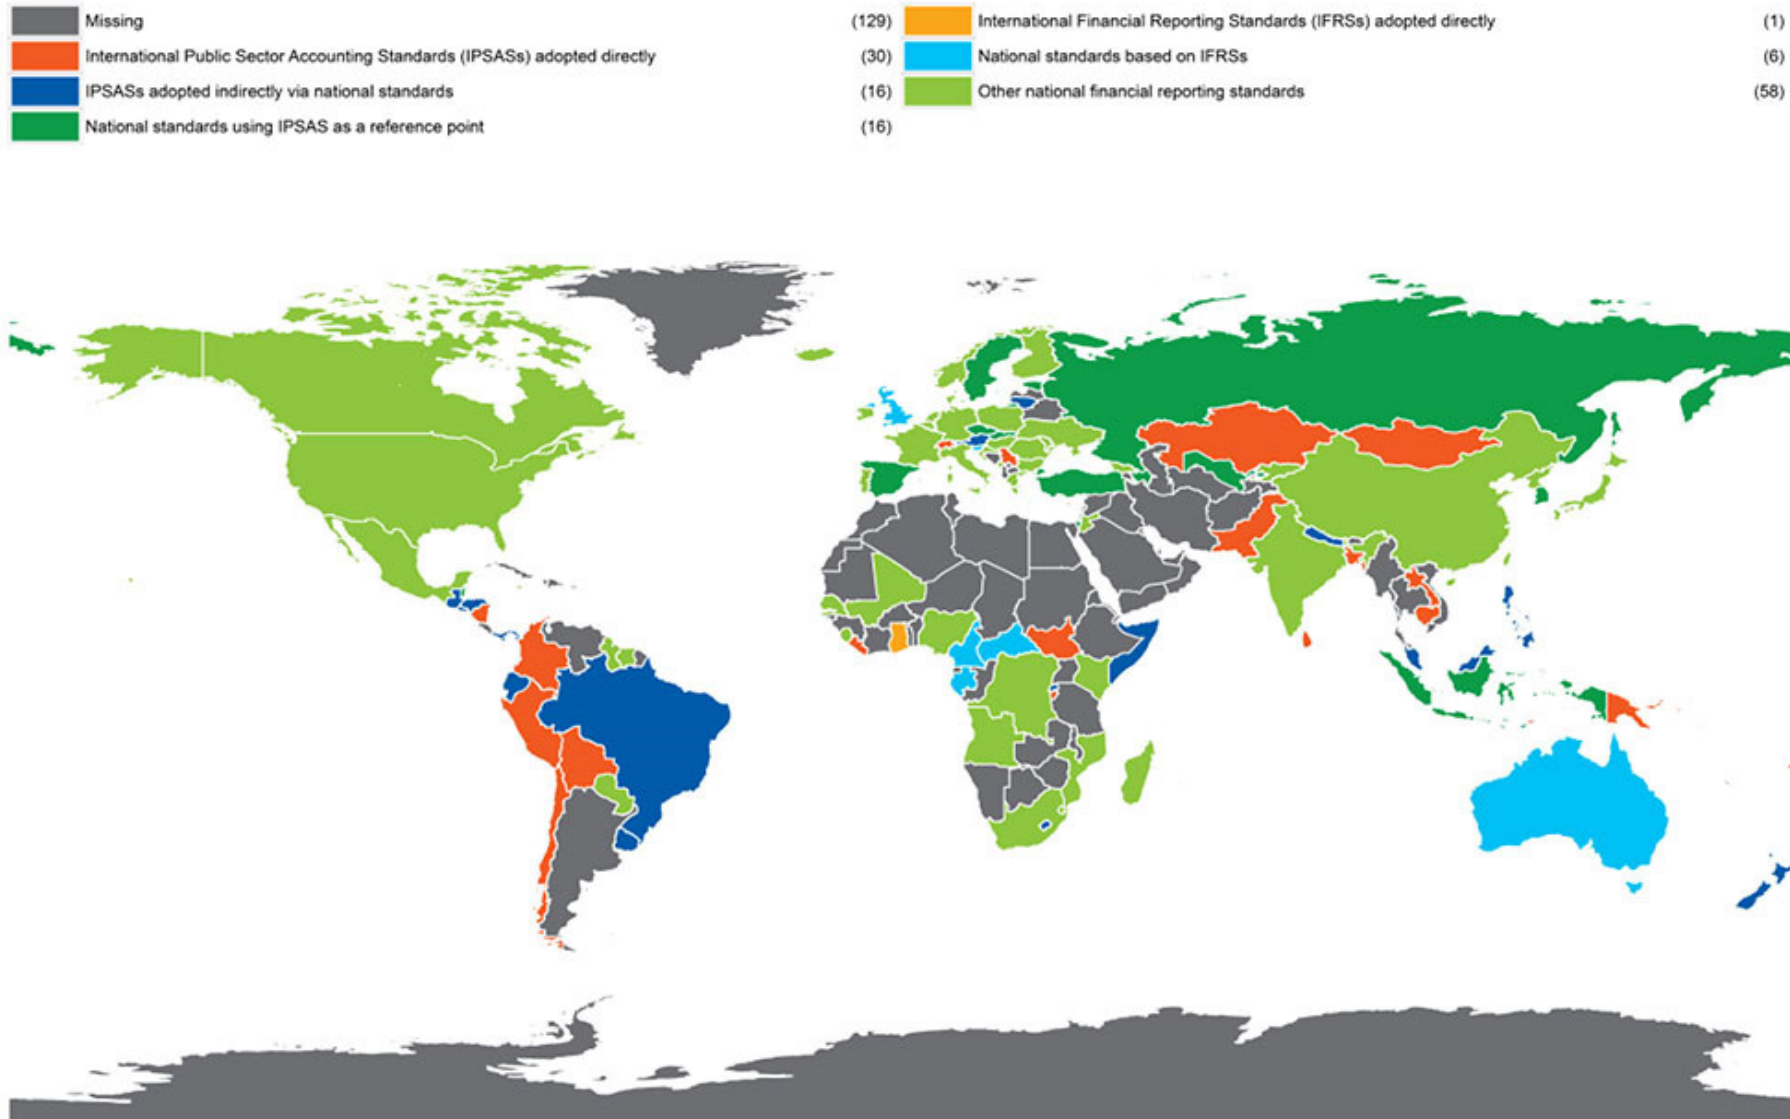 Missing (129)
International Public Sector Accounting Standards (IPSASs) adopted directly (30)
IPSASs adopted indirectly via national standards (16)
National standards using IPSAS as a reference point (16)
International Financial Reporting Standards (IFRSs) adopted directly (1)
National standards based on IFRSs (6)
Other national financial reporting standards (58)